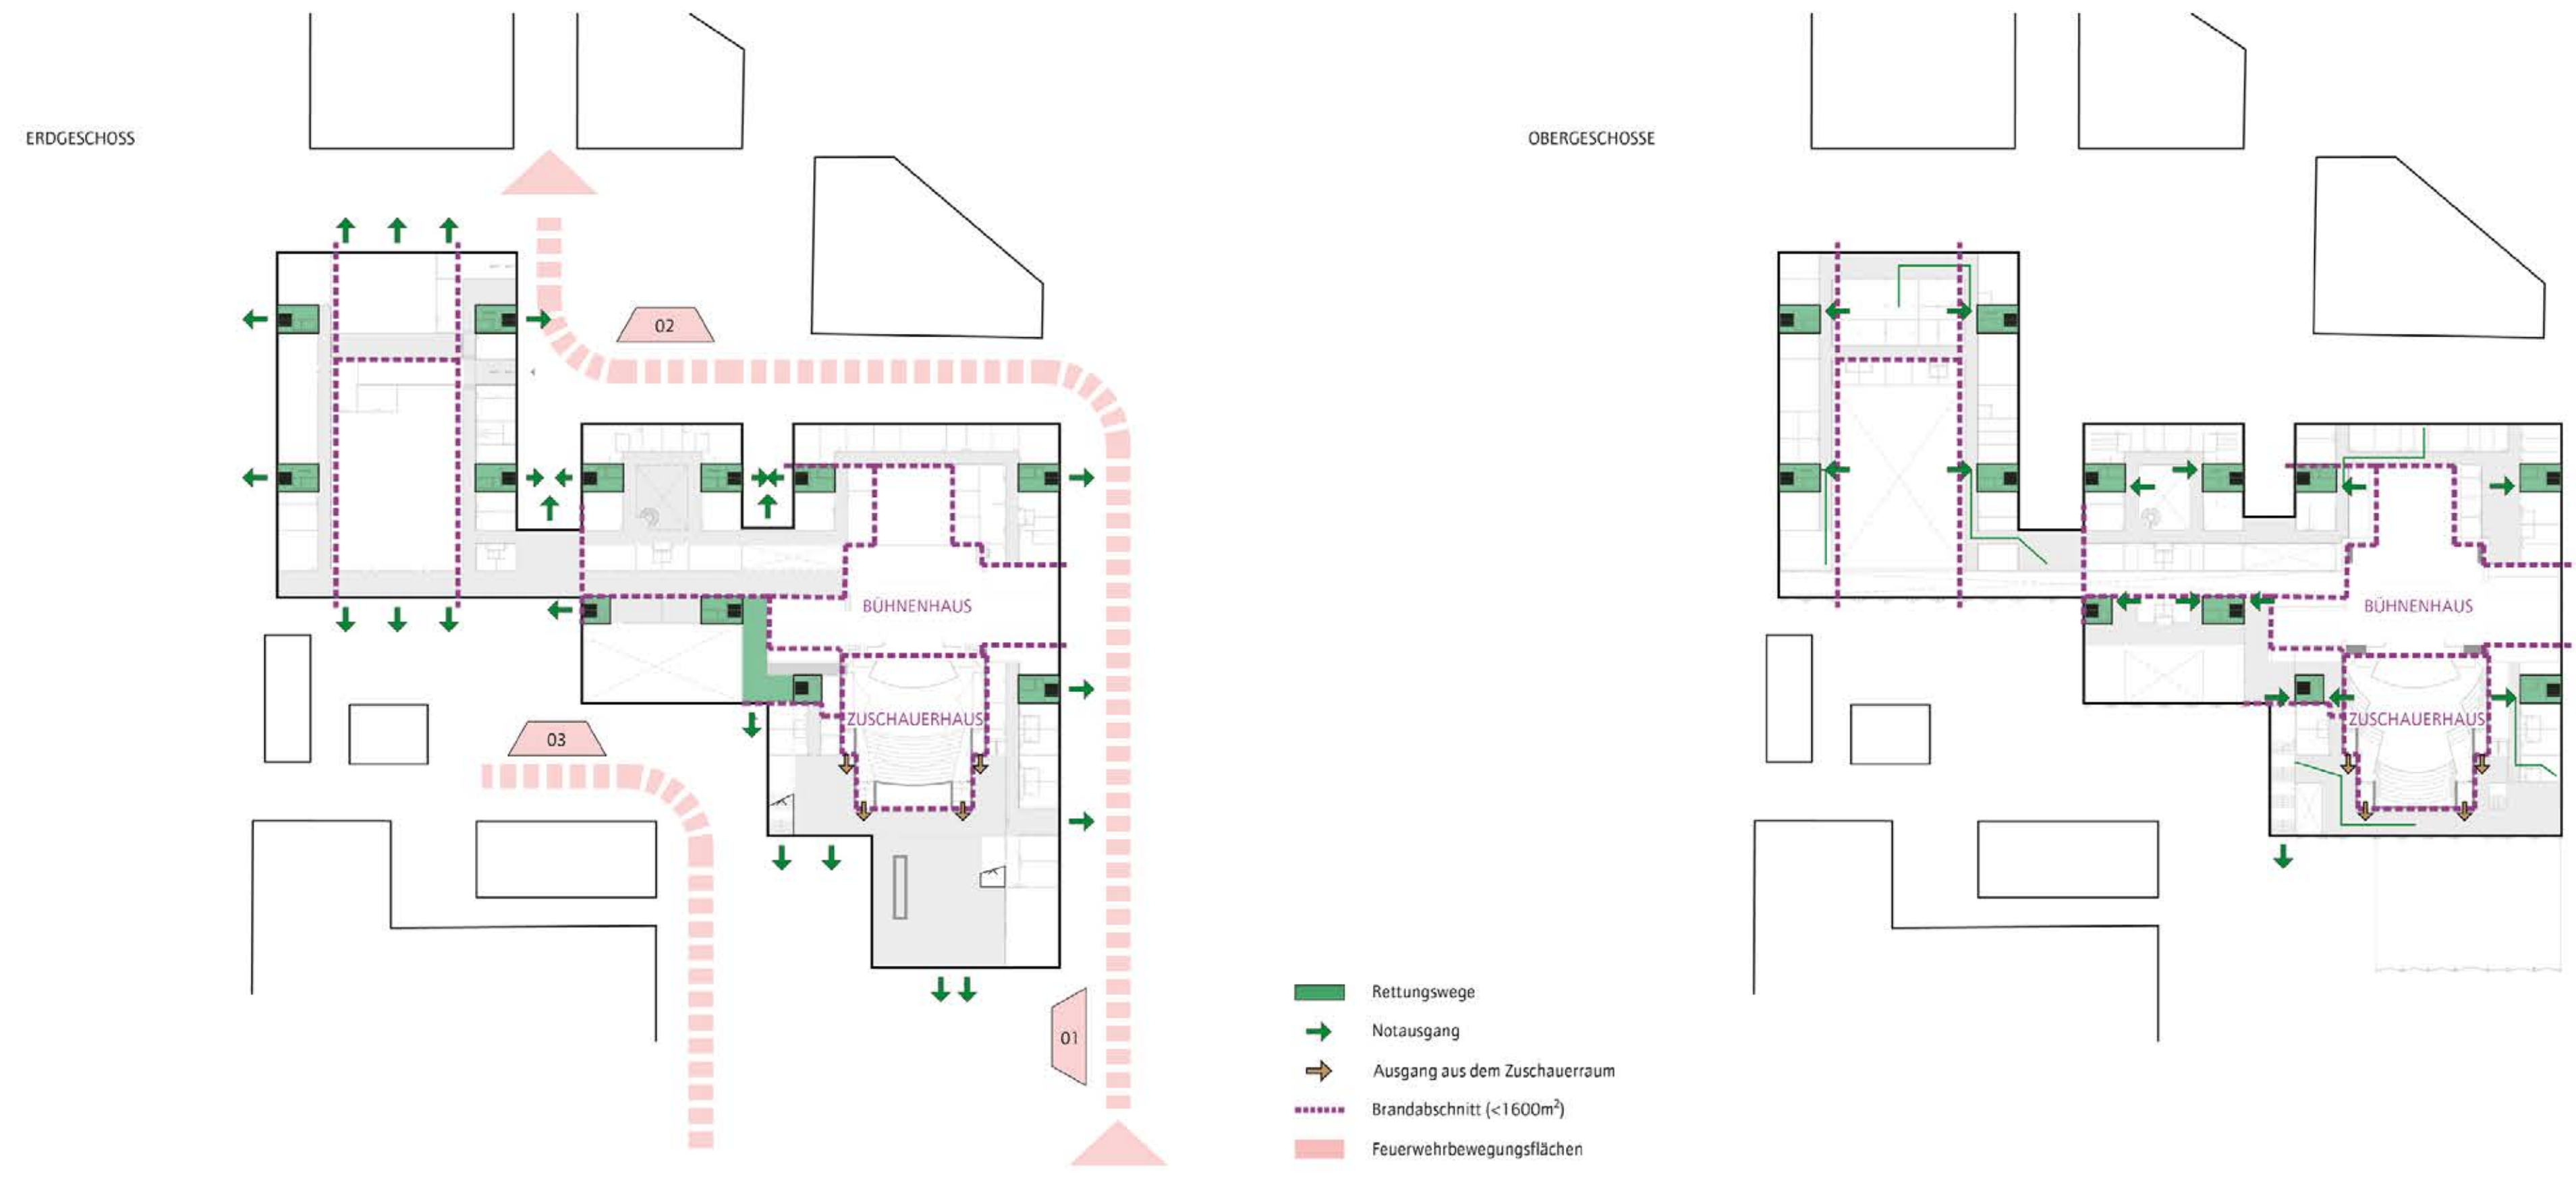 ERDGESCHOSS
OBERGESCHOSSE
02
BÜHNENHAUS
BÜHNENHAUS
ZUSCHAUERHAUS
ZUSCHAUERHAUS
03
01
Rettungswege
Notausgang
Ausgang aus dem Zuschauerraum
Brandabschnitt (<1600m²)
Feuerwehrbewegungsflächen